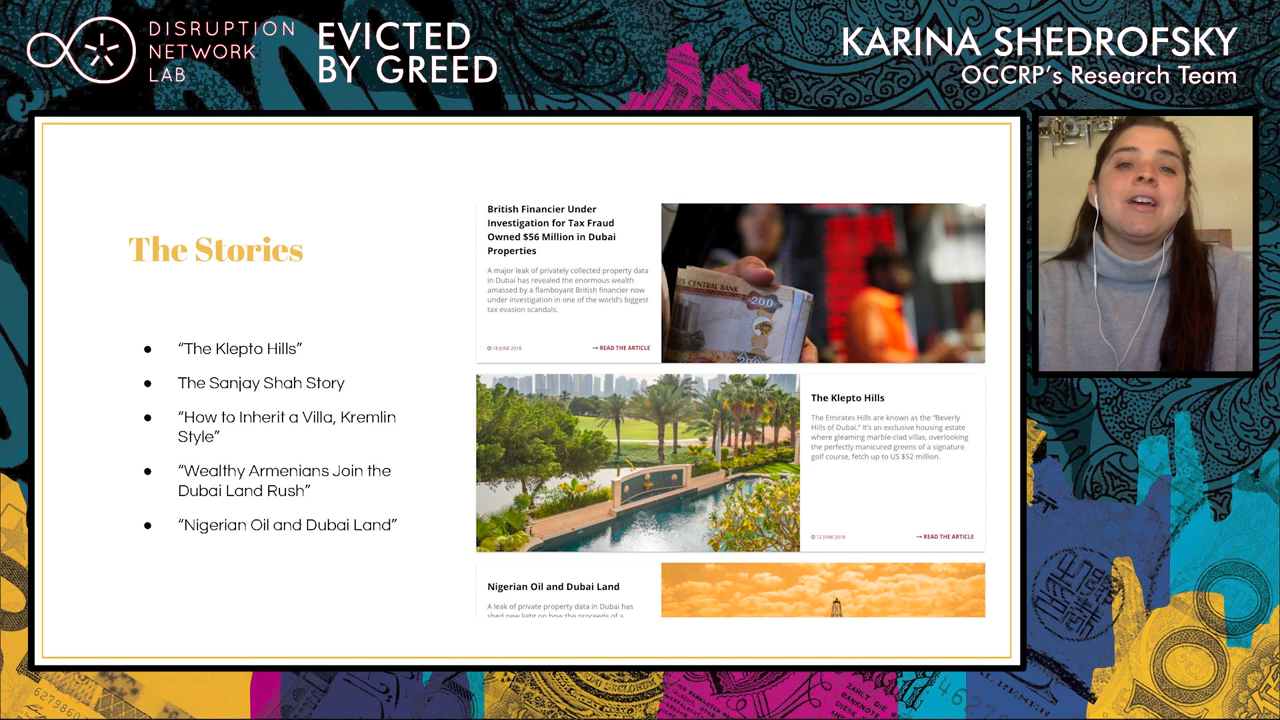 DISRUPTION
NETWORK
LAB
EVICTED
BY GREED
KARINA SHEDROFSKY
OCCRP's Research Team
The Stories
● “The Klepto Hills”
● The Sanjay Shah Story
● “How to Inherit a Villa, Kremlin
Style”
● “Wealthy Armenians Join the
Dubai Land Rush”
● “Nigerian Oil and Dubai Land”
British Financier Under
Investigation for Tax Fraud
Owned $56 Million in Dubai
Properties
A major leak of privately collected property data
in Dubai has revealed the enormous wealth
amassed by a flamboyant British financier now
under investigation in one of the world's biggest
tax evasion scandals.
18 JUNE 2018
→ READ THE ARTICLE
CENTRAL BANK
200
The Klepto Hills
The Emirates Hills are known as the “Beverly
Hills of Dubai.” It's an exclusive housing estate
where gleaming marble-clad villas, overlooking
the perfectly manicured greens of a signature
golf course, fetch up to US $52 million.
12 JUNE 2018
→ READ THE ARTICLE
Nigerian Oil and Dubai Land
A leak of private property data in Dubai has
shed new light on how the proceeds of a